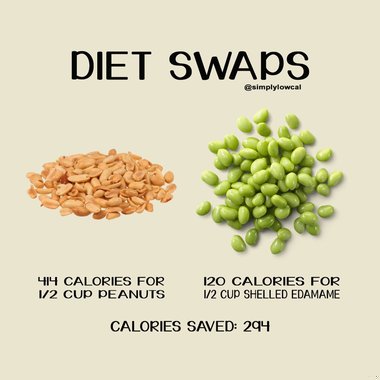 DIET SWAPS
@simplylowcal
414 CALORIES FOR
1/2 CUP PEANUTS
120 CALORIES FOR
1/2 CUP SHELLED EDAMAME
CALORIES SAVED: 294